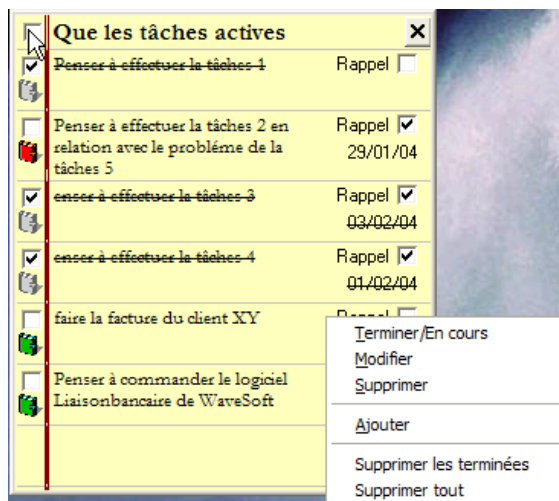 Que les tâches actives
Penser à effectuer la tâches 1 Rappel
Penser à effectuer la tâches 2 en Rappel
relation avec le probléme de la 29/01/04
tâches 5
enser à effectuer la tâches 3 Rappel
03/02/04
enser à effectuer la tâches 4 Rappel
01/02/04
faire la facture du client XY Rappel
Penser à commander le logiciel
Liaisonbancaire de WaveSoft
Terminer/En cours
Modifier
Supprimer
Ajouter
Supprimer les terminées
Supprimer tout